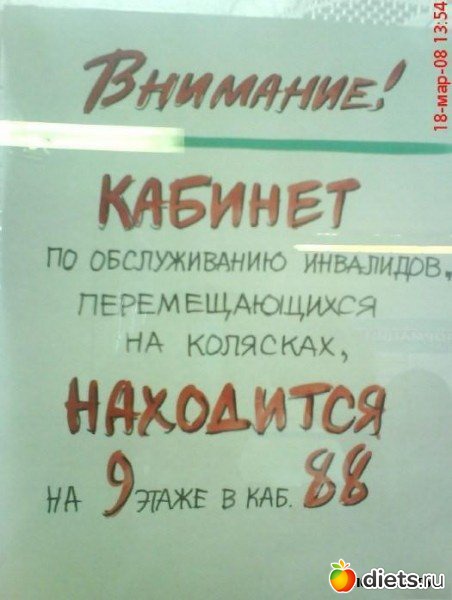 18-мар-08 13:54
Внимание!
КАБИНЕТ
ПО ОБСЛУЖИВАНИЮ ИНВАЛИДОВ,
ПЕРЕМЕЩАЮЩИХСЯ
НА КОЛЯСКАХ,
НАХОДИТСЯ
НА 9 ЭТАЖЕ В КАБ. 88
diets.ru